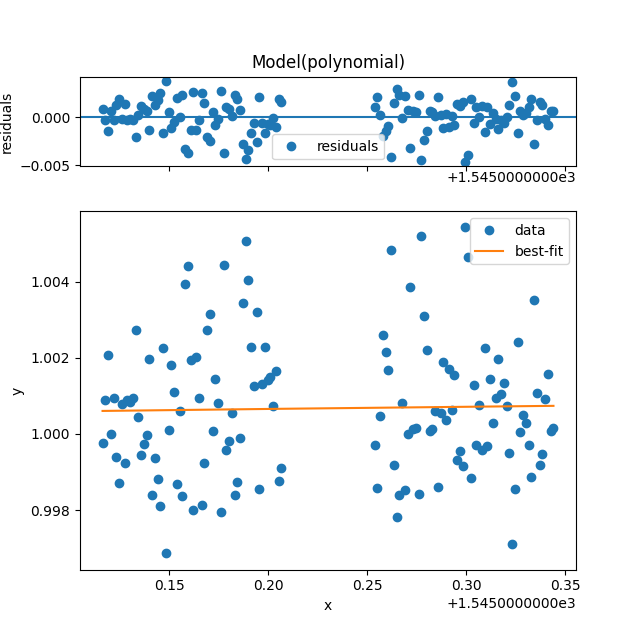 Model(polynomial)
residuals
0.000
−0.005
residuals
+1.5450000000e3
y
1.004
1.002
1.000
0.998
data
best-fit
0.15
0.20
0.25
0.30
0.35
x
+1.5450000000e3